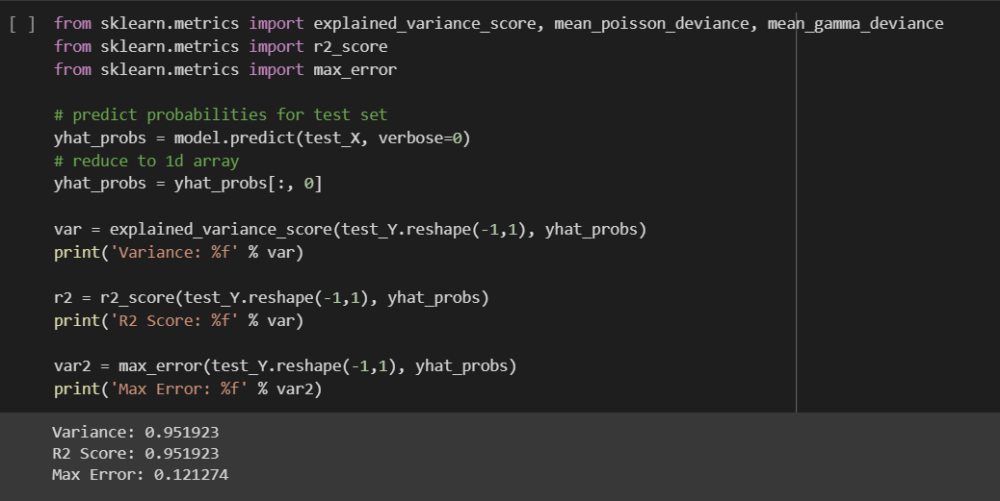 [ ] from sklearn.metrics import explained_variance_score, mean_poisson_deviance, mean_gamma_deviance
from sklearn.metrics import r2_score
from sklearn.metrics import max_error
# predict probabilities for test set
yhat_probs = model.predict(test_X, verbose=0)
# reduce to 1d array
yhat_probs = yhat_probs[:, 0]
var = explained_variance_score(test_Y.reshape(-1,1), yhat_probs)
print('Variance: %f' % var)
r2 = r2_score(test_Y.reshape(-1,1), yhat_probs)
print('R2 Score: %f' % var)
var2 = max_error(test_Y.reshape(-1,1), yhat_probs)
print('Max Error: %f' % var2)
Variance: 0.951923
R2 Score: 0.951923
Max Error: 0.121274